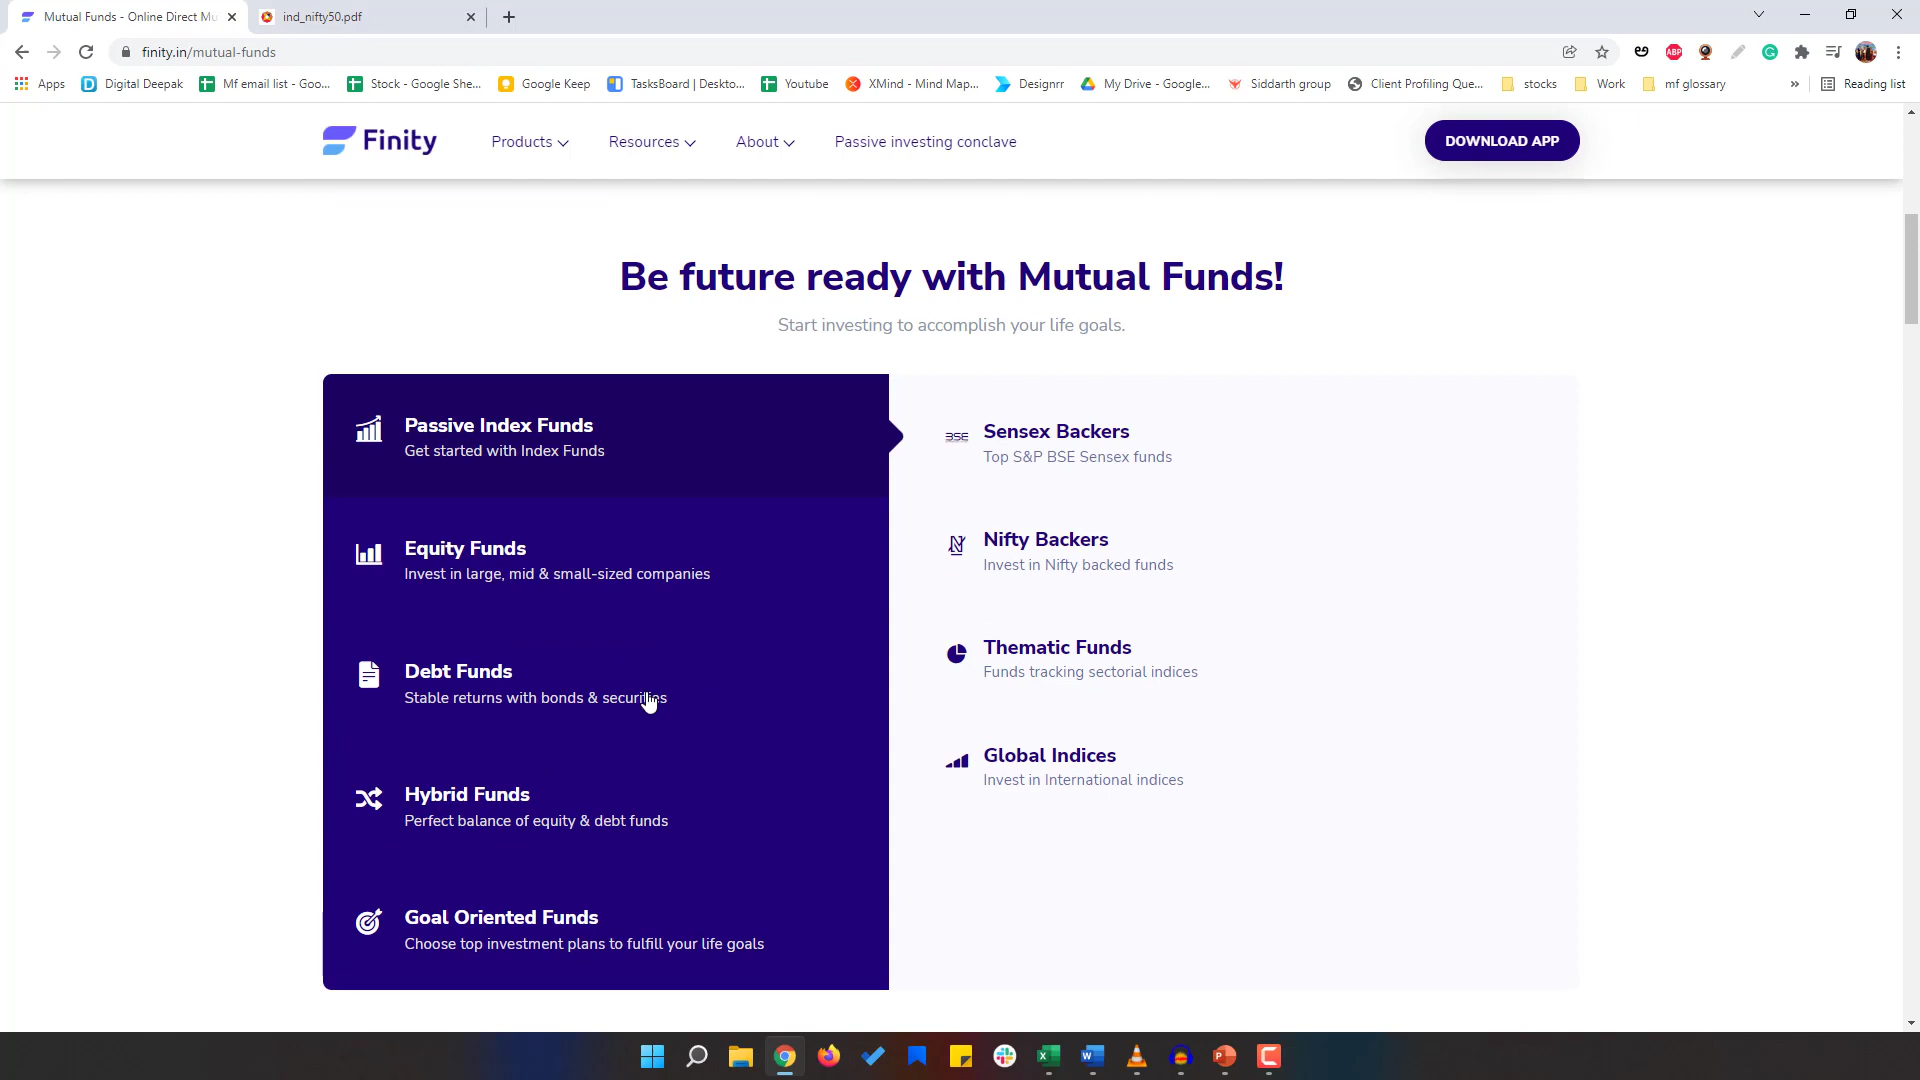 Mutual Funds - Online Direct Mu
ind_nifty50.pdf
finity.in/mutual-funds
ABP
Apps
Digital Deepak
Mf email list - Goo...
Stock - Google She...
Google Keep
TasksBoard | Deskto...
Youtube
XMind - Mind Map...
Designrr
My Drive - Google...
Siddarth group
Client Profiling Que...
stocks
Work
mf glossary
»
Reading list
Finity
Products
Resources
About
Passive investing conclave
DOWNLOAD APP
Be future ready with Mutual Funds!
Start investing to accomplish your life goals.
Passive Index Funds
Get started with Index Funds
Equity Funds
Invest in large, mid & small-sized companies
Debt Funds
Stable returns with bonds & securities
Hybrid Funds
Perfect balance of equity & debt funds
Goal Oriented Funds
Choose top investment plans to fulfill your life goals
BSE
Sensex Backers
Top S&P BSE Sensex funds
Nifty Backers
Invest in Nifty backed funds
Thematic Funds
Funds tracking sectorial indices
Global Indices
Invest in International indices